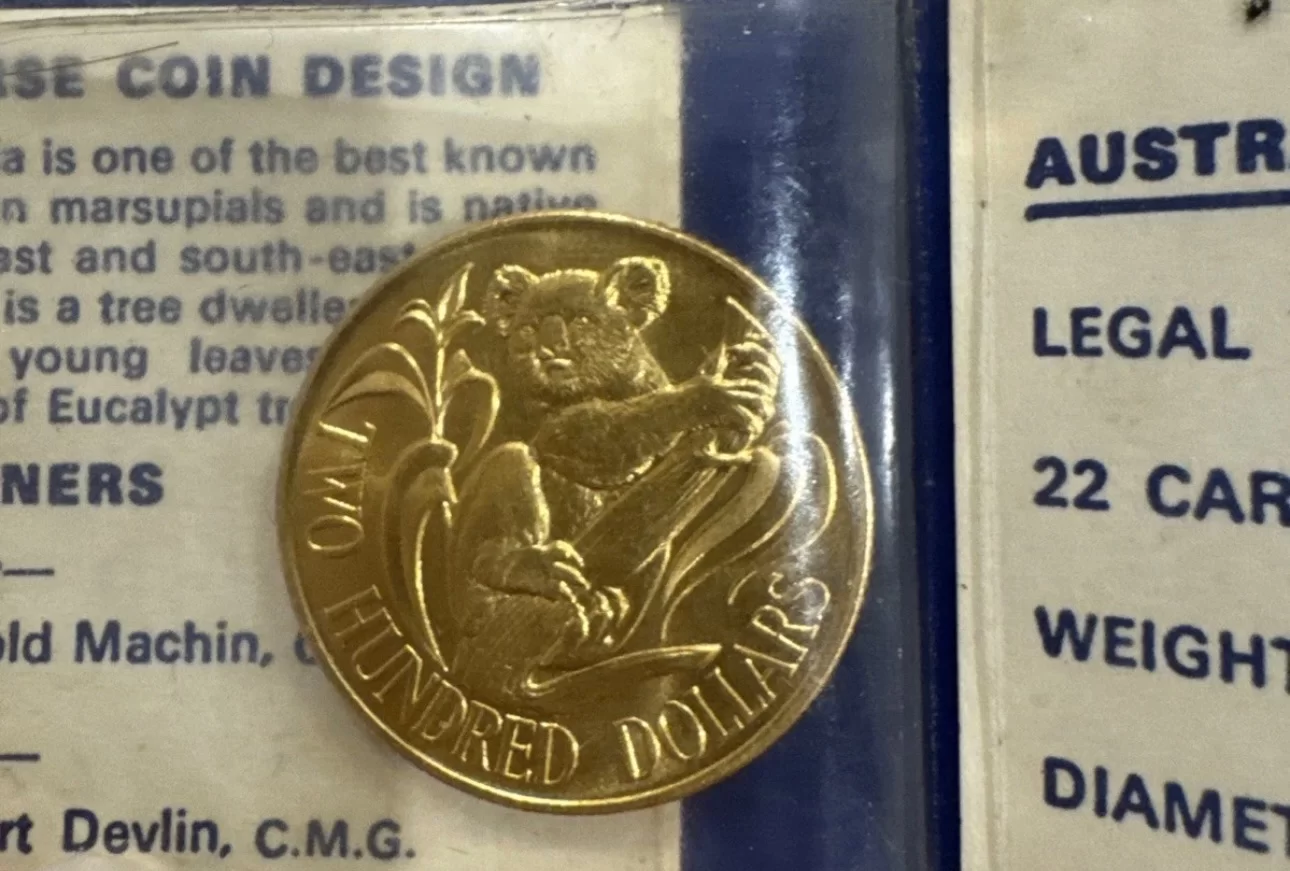 RSE COIN DESIGN
a is one of the best known
n marsupials and is native
ast and south-east
is a tree dwelle
young leaves
of Eucalypt tr
NERS
old Machin,
rt Devlin, C.M.G.
TWO HUNDRED DOLLARS
AUSTR
LEGAL
22 CAR
WEIGHT
DIAMET